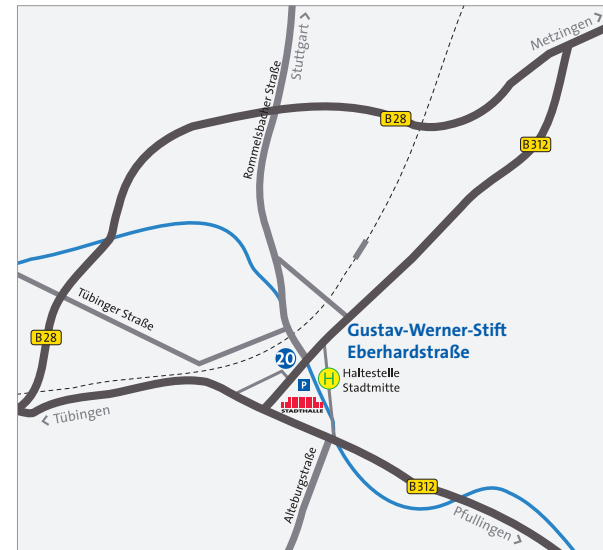 Stuttgart >
Metzingen >
Rommelsbacher Straße
B28
B312
Tübinger Straße
B28
Gustav-Werner-Stift
Eberhardstraße
20
P
H
Haltestelle
Stadtmitte
STADTHALLE
< Tübingen
Alteburgstraße
B312
Pfullingen >